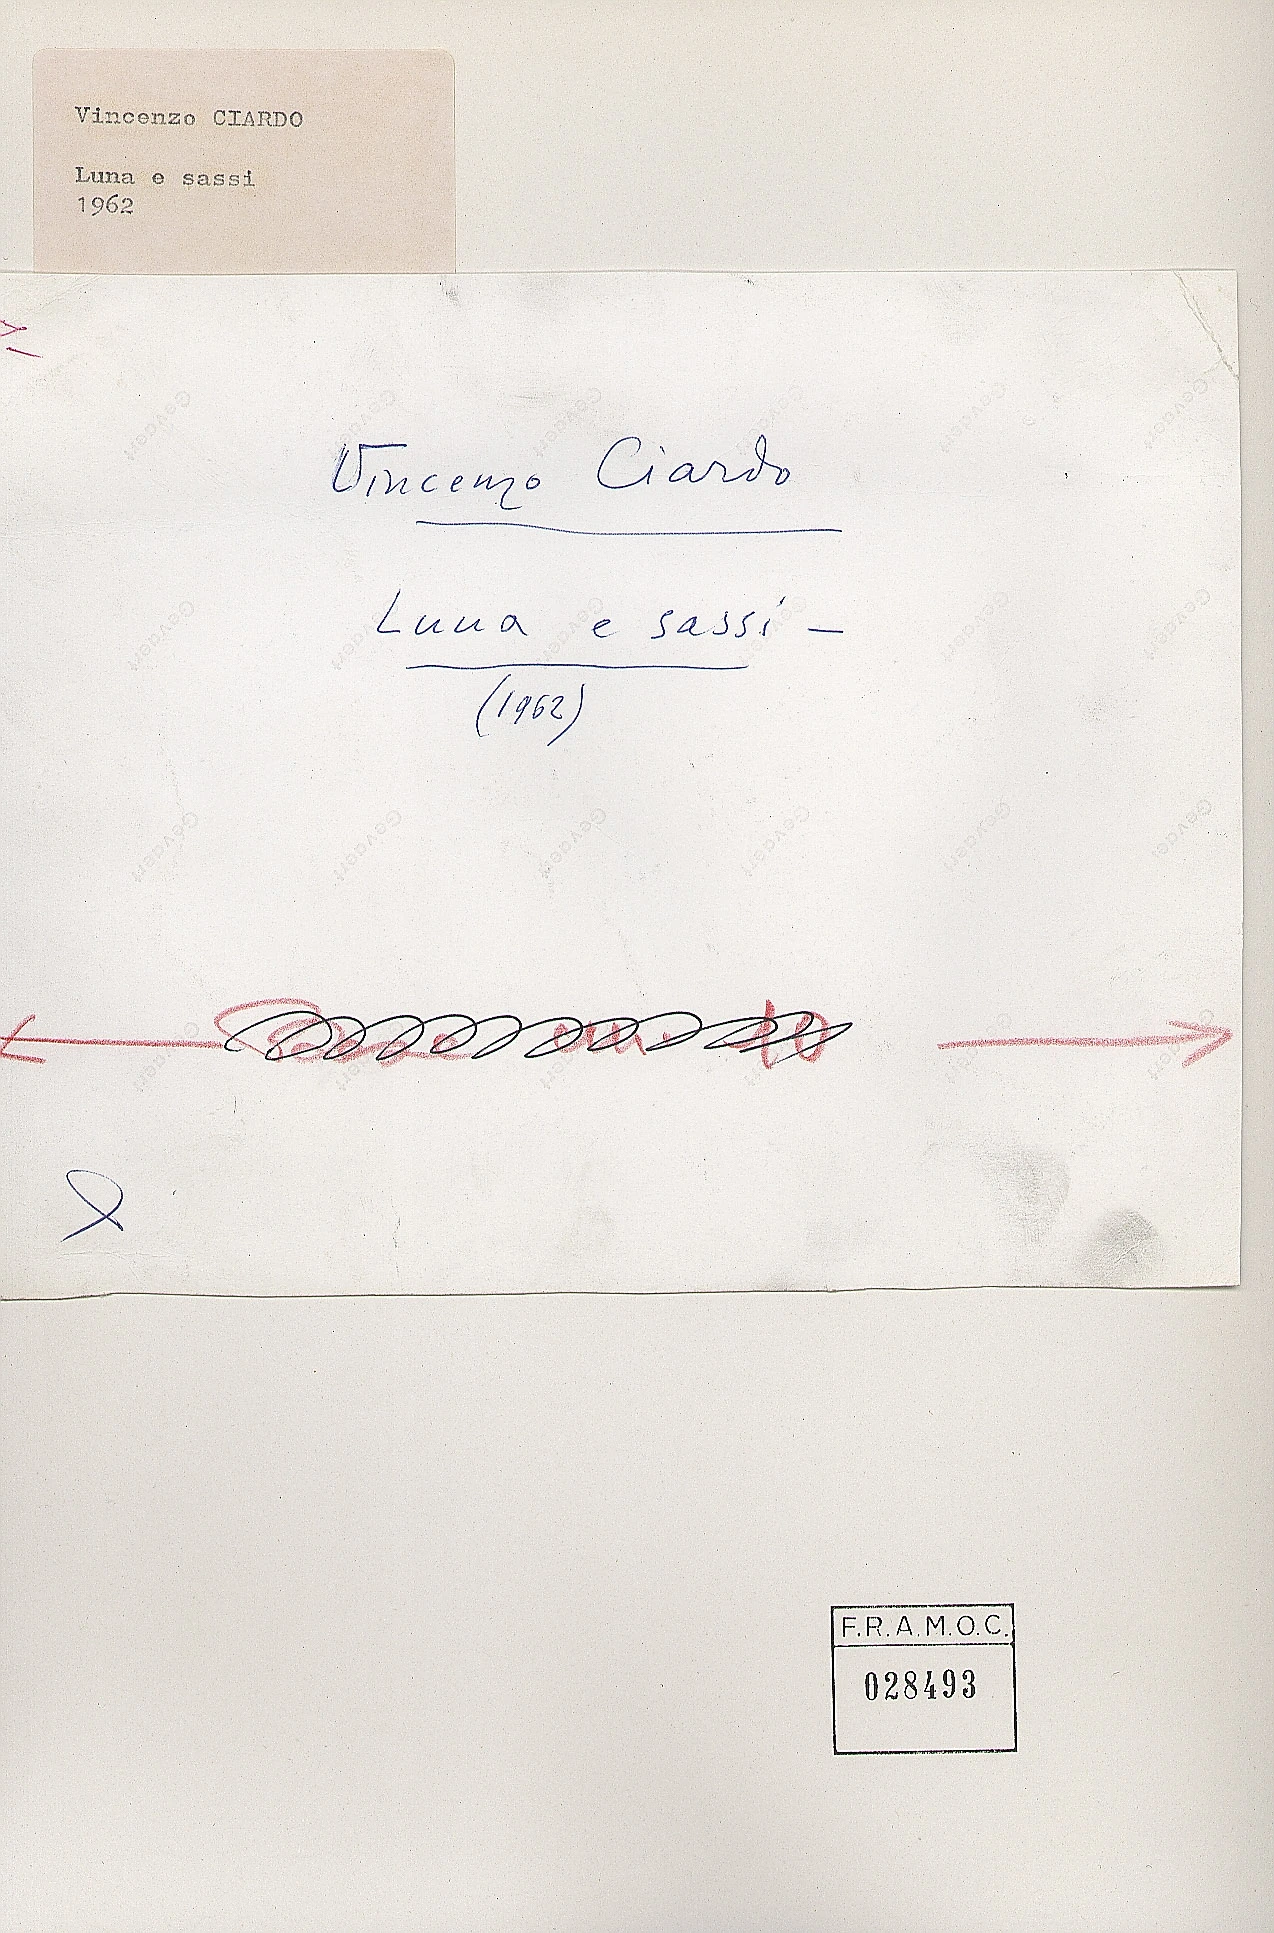 Vincenzo CIARDO
Luna e sassi
1962
Vincenzo Ciardo
Luna e sassi –
(1962)
F.R.A.M.O.C.
028493